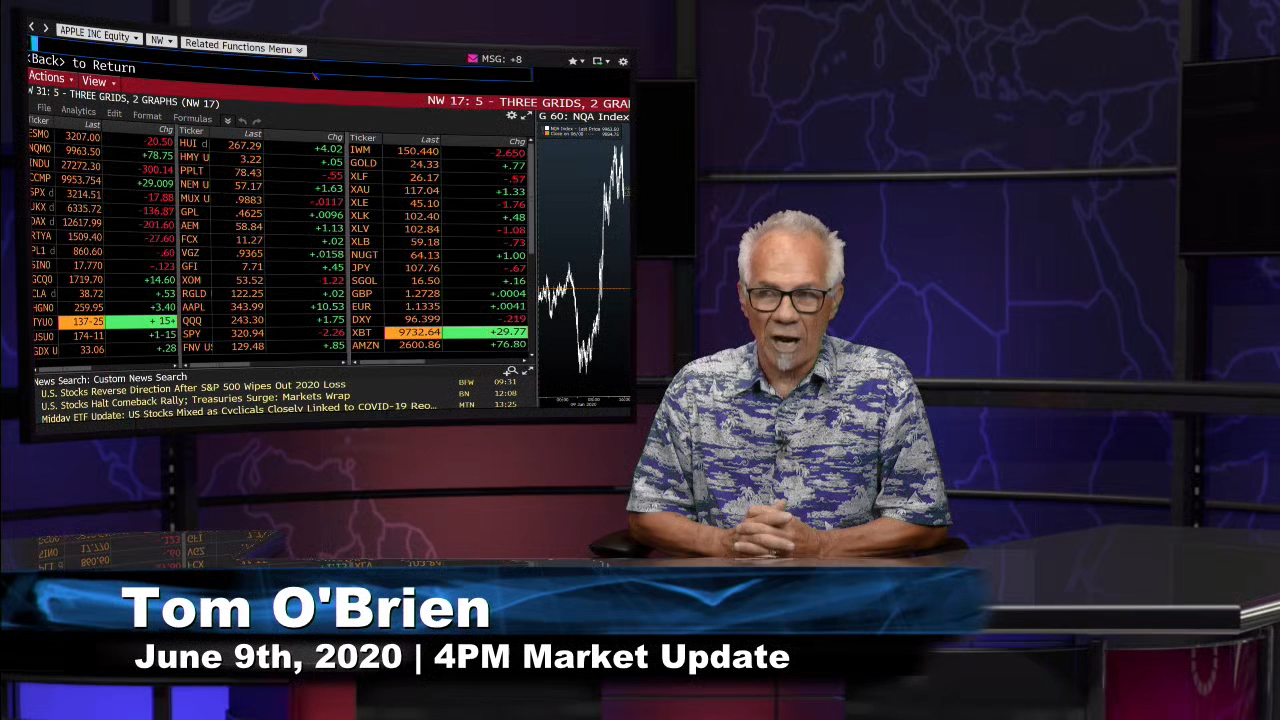 APPLE INC Equity NW Related Functions Menu
<Back> to Return MSG: +8
Actions View
31: 5 - THREE GRIDS, 2 GRAPHS (NW 17) NW 17: 5 - THREE GRIDS, 2 GRA
File Analytics Edit Format Formulas G 60: NQA Index
Ticker Last Chg Ticker Last Chg Ticker Last Chg
ESM0 3207.00 -20.50 HUI d 267.29 +4.02 IWM 150.440 -2.650
NQM0 9963.50 +78.75 HMY U 3.22 +.05 GOLD 24.33 +.77
INDU 27272.30 -300.14 PPLT 78.43 -.55 XLF 26.17 -.57
CCMP 9953.754 +29.009 NEM U 57.17 +1.63 XAU 117.04 +1.33
SPX d 3214.51 -17.88 MUX U .9883 -.0117 XLE 45.10 -1.76
UKX d 6335.72 -136.87 GPL .4625 +.0096 XLK 102.40 +.48
DAX d 12617.99 -201.60 AEM 58.84 +1.13 XLV 102.84 -1.08
RTYA 1509.40 -27.60 FCX 11.27 +.02 XLB 59.18 -.73
PL1 d 860.60 -.60 VGZ .9365 +.0158 NUGT 64.13 +1.00
SIN0 17.770 -.123 GFI 7.71 +.45 JPY 107.76 -.67
GCQ0 1719.70 +14.60 XOM 53.52 1.22 SGOL 16.50 +.16
CLA d 38.72 +.53 RGLD 122.25 +.02 GBP 1.2728 +.0004
HGN0 259.95 +3.40 AAPL 343.99 +10.53 EUR 1.1335 +.0041
TYU0 137-25 + 15+ QQQ 243.30 +1.75 DXY 96.399 -.219
USU0 174-11 +1-15 SPY 320.94 -2.26 XBT 9732.64 +29.77
GDX U 33.06 +.28 FNV US 129.48 +.85 AMZN 2600.86 +76.80
News Search: Custom News Search
U.S. Stocks Reverse Direction After S&P 500 Wipes Out 2020 Loss BFW 09:31
U.S. Stocks Halt Comeback Rally; Treasuries Surge: Markets Wrap BN 12:08
Midday ETF Update: US Stocks Mixed as Cyclicals Closely Linked to COVID-19 Reo... MTN 13:25
Tom O'Brien
June 9th, 2020 | 4PM Market Update